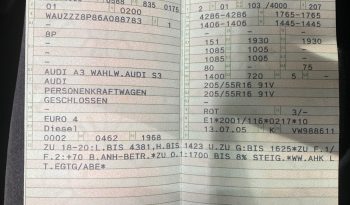 01 0200
WAUZZZ8P86A088783 -
-
8P
-
AUDI A3 WAHLW.AUDI S3
AUDI
PERSONENKRAFTWAGEN
GESCHLOSSEN
-
EURO 4
Diesel
0002 0462 1968
2 01 103 /4000 207
4286-4286 1765-1765
1406-1406 1445-1445
- - -
151 1930 1930
1085 1005 -
1085 1005 -
80 - -
1400 720 5 -
205/55R16 91V
205/55R16 91V
-
ROT 3/-
E1*2001/116*0217*10
13.07.05 K VW988611
ZU 18-20:L.BIS 4381,H.BIS 1423 U.ZU G:BIS 1625*ZU F.1/
F.2:+70 B.ANH-BETR.*ZU O.1:1700 BIS 8% STEIG.*WW.AHK L
T.EGTG/ABE*